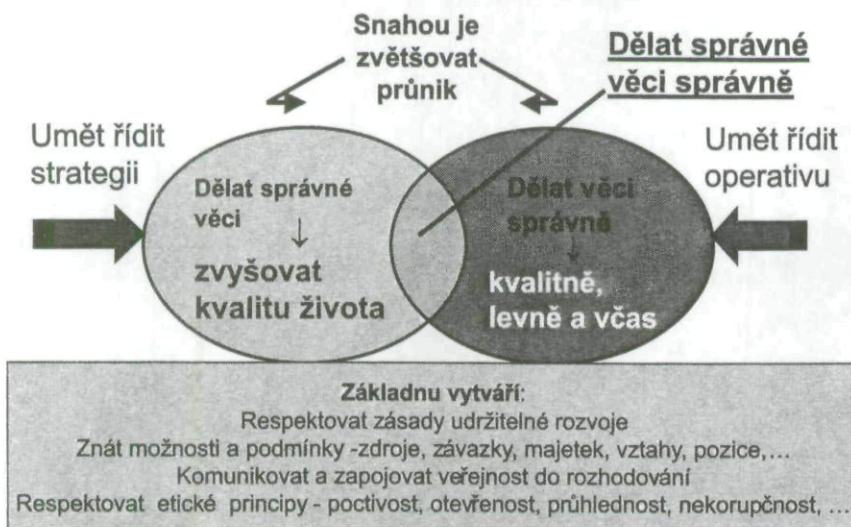 Snahou je
zvětšovat
průnik
Dělat správné
věci správně
Umět řídit
strategii
Umět řídit
operativu
Dělat správné
věci
↓
zvyšovat
kvalitu života
Dělat věci
správně
↓
kvalitně,
levně a včas
Základnu vytváří:
Respektovat zásady udržitelné rozvoje
Znát možnosti a podmínky -zdroje, závazky, majetek, vztahy, pozice,...
Komunikovat a zapojovat veřejnost do rozhodování
Respektovat etické principy - poctivost, otevřenost, průhlednost, nekorupčnost, ...